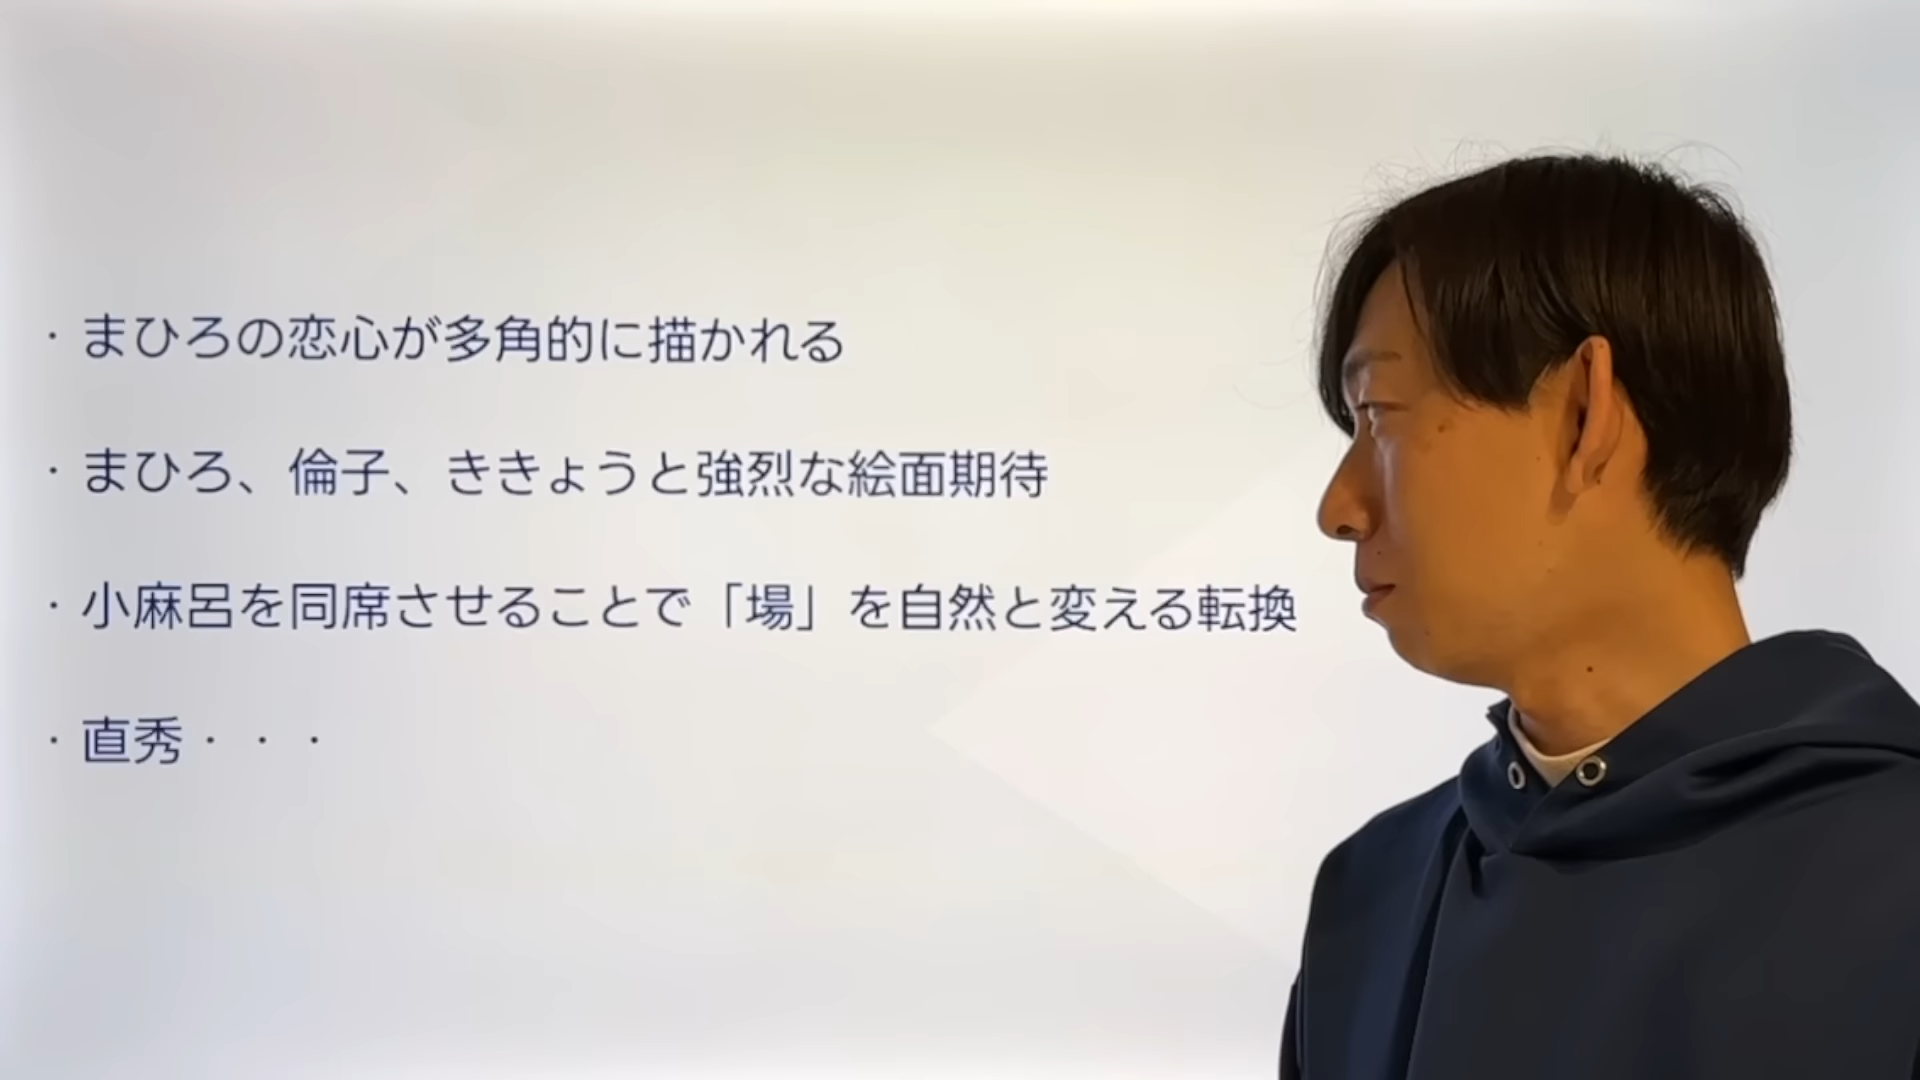 ・まひろの恋心が多角的に描かれる
・まひろ、倫子、ききょうと強烈な絵面期待
・小麻呂を同席させることで「場」を自然と変える転換
・直秀・・・